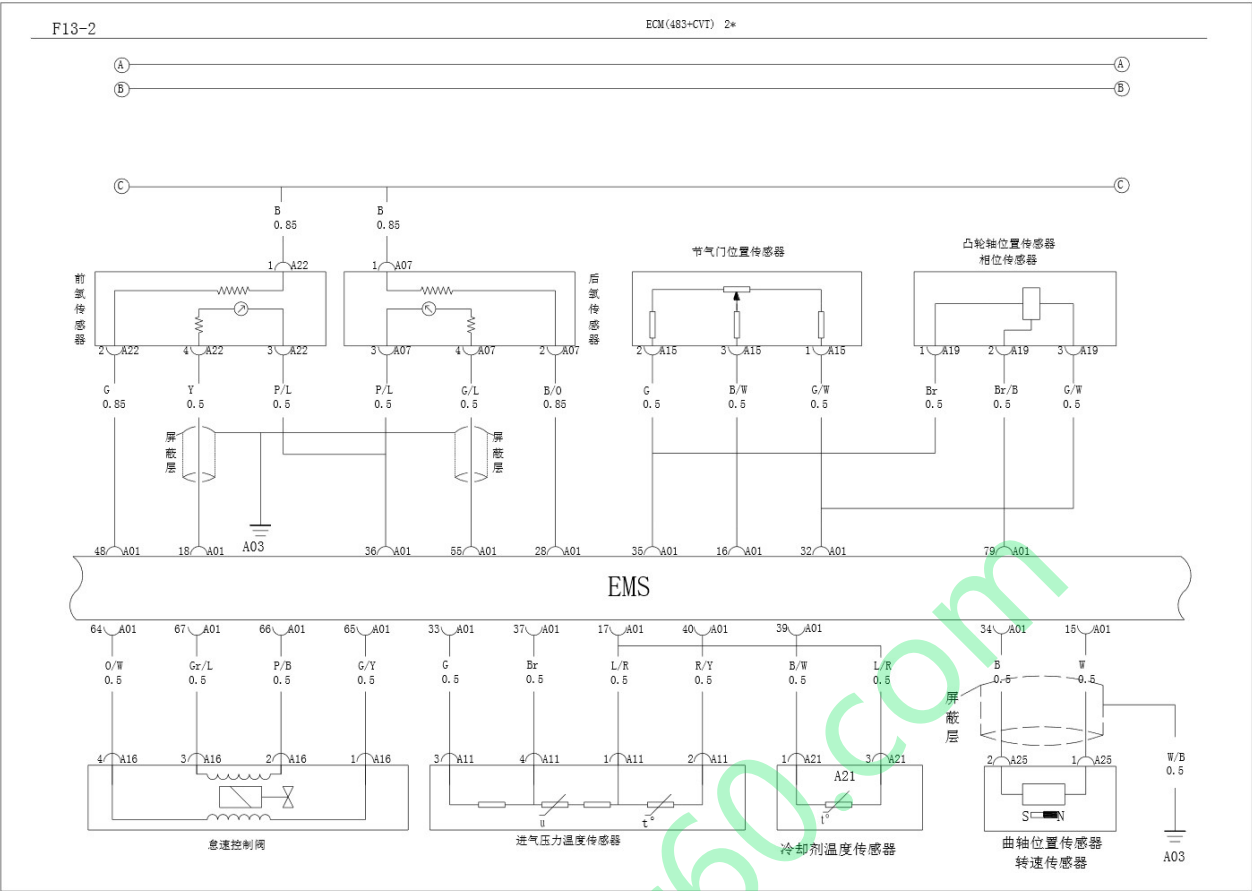 F13-2
ECM(483+CVT) 2*
A A
B B
C C
B B
0.85 0.85
节气门位置传感器
凸轮轴位置传感器
相位传感器
1 A22 1 A07
前氧传感器
后氧传感器
2 A22 4 A22 3 A22 3 A07 4 A07 2 A07 2 A15 3 A15 1 A15 1 A19 2 A19 3 A19
G Y P/L P/L G/L B/O G B/W G/W Br Br/B G/W
0.85 0.5 0.5 0.5 0.5 0.85 0.5 0.5 0.5 0.5 0.5 0.5
屏蔽层 屏蔽层
A03
48 A01 18 A01 36 A01 55 A01 28 A01 35 A01 16 A01 32 A01 79 A01
EMS
64 A01 67 A01 66 A01 65 A01 33 A01 37 A01 17 A01 40 A01 39 A01 34 A01 15 A01
O/W Gr/L P/B G/Y G Br L/R R/Y B/W L/R B W
0.5 0.5 0.5 0.5 0.5 0.5 0.5 0.5 0.5 0.5 0.5 0.5
屏蔽层
W/B
0.5
4 A16 3 A16 2 A16 1 A16 3 A11 4 A11 1 A11 2 A11 1 A21 3 A21 2 A25 1 A25
A21
u t° t° S N
怠速控制阀
进气压力温度传感器
冷却剂温度传感器
曲轴位置传感器
转速传感器
A03
60.com